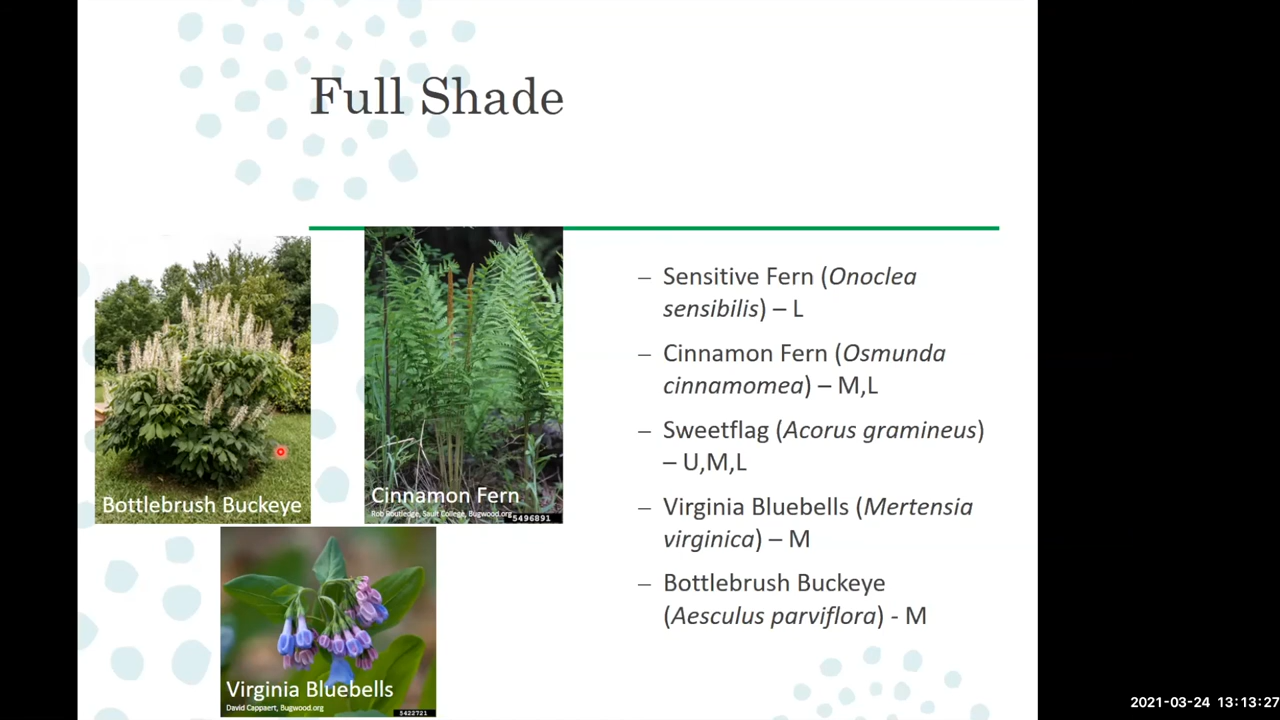 Full Shade
– Sensitive Fern (Onoclea
sensibilis) – L
– Cinnamon Fern (Osmunda
cinnamomea) – M,L
– Sweetflag (Acorus gramineus)
– U,M,L
– Virginia Bluebells (Mertensia
virginica) – M
– Bottlebrush Buckeye
(Aesculus parviflora) - M
Bottlebrush Buckeye
Cinnamon Fern
Rob Routledge, Sault College, Bugwood.org
5496891
Virginia Bluebells
David Cappaert, Bugwood.org
5422721
2021-03-24 13:13:27